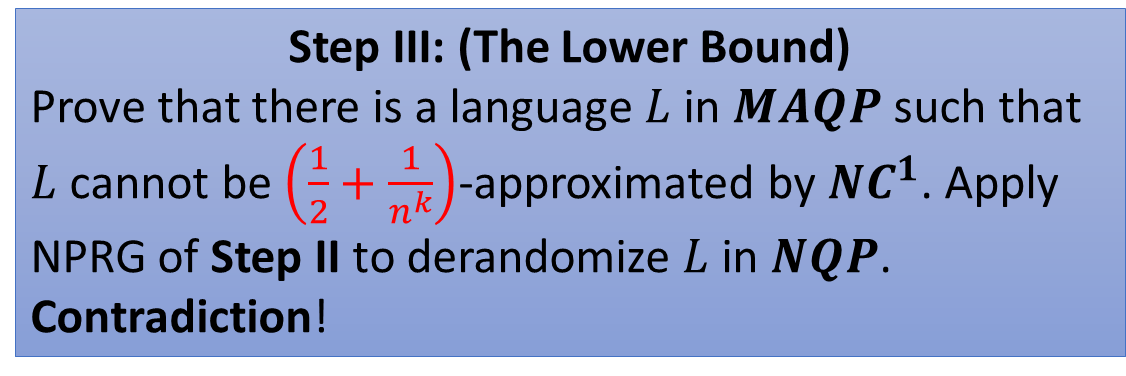 Step III: (The Lower Bound)
Prove that there is a language L in MAQP such that
L cannot be (1/2 + 1/n^k)-approximated by NC^1. Apply
NPRG of Step II to derandomize L in NQP.
Contradiction!